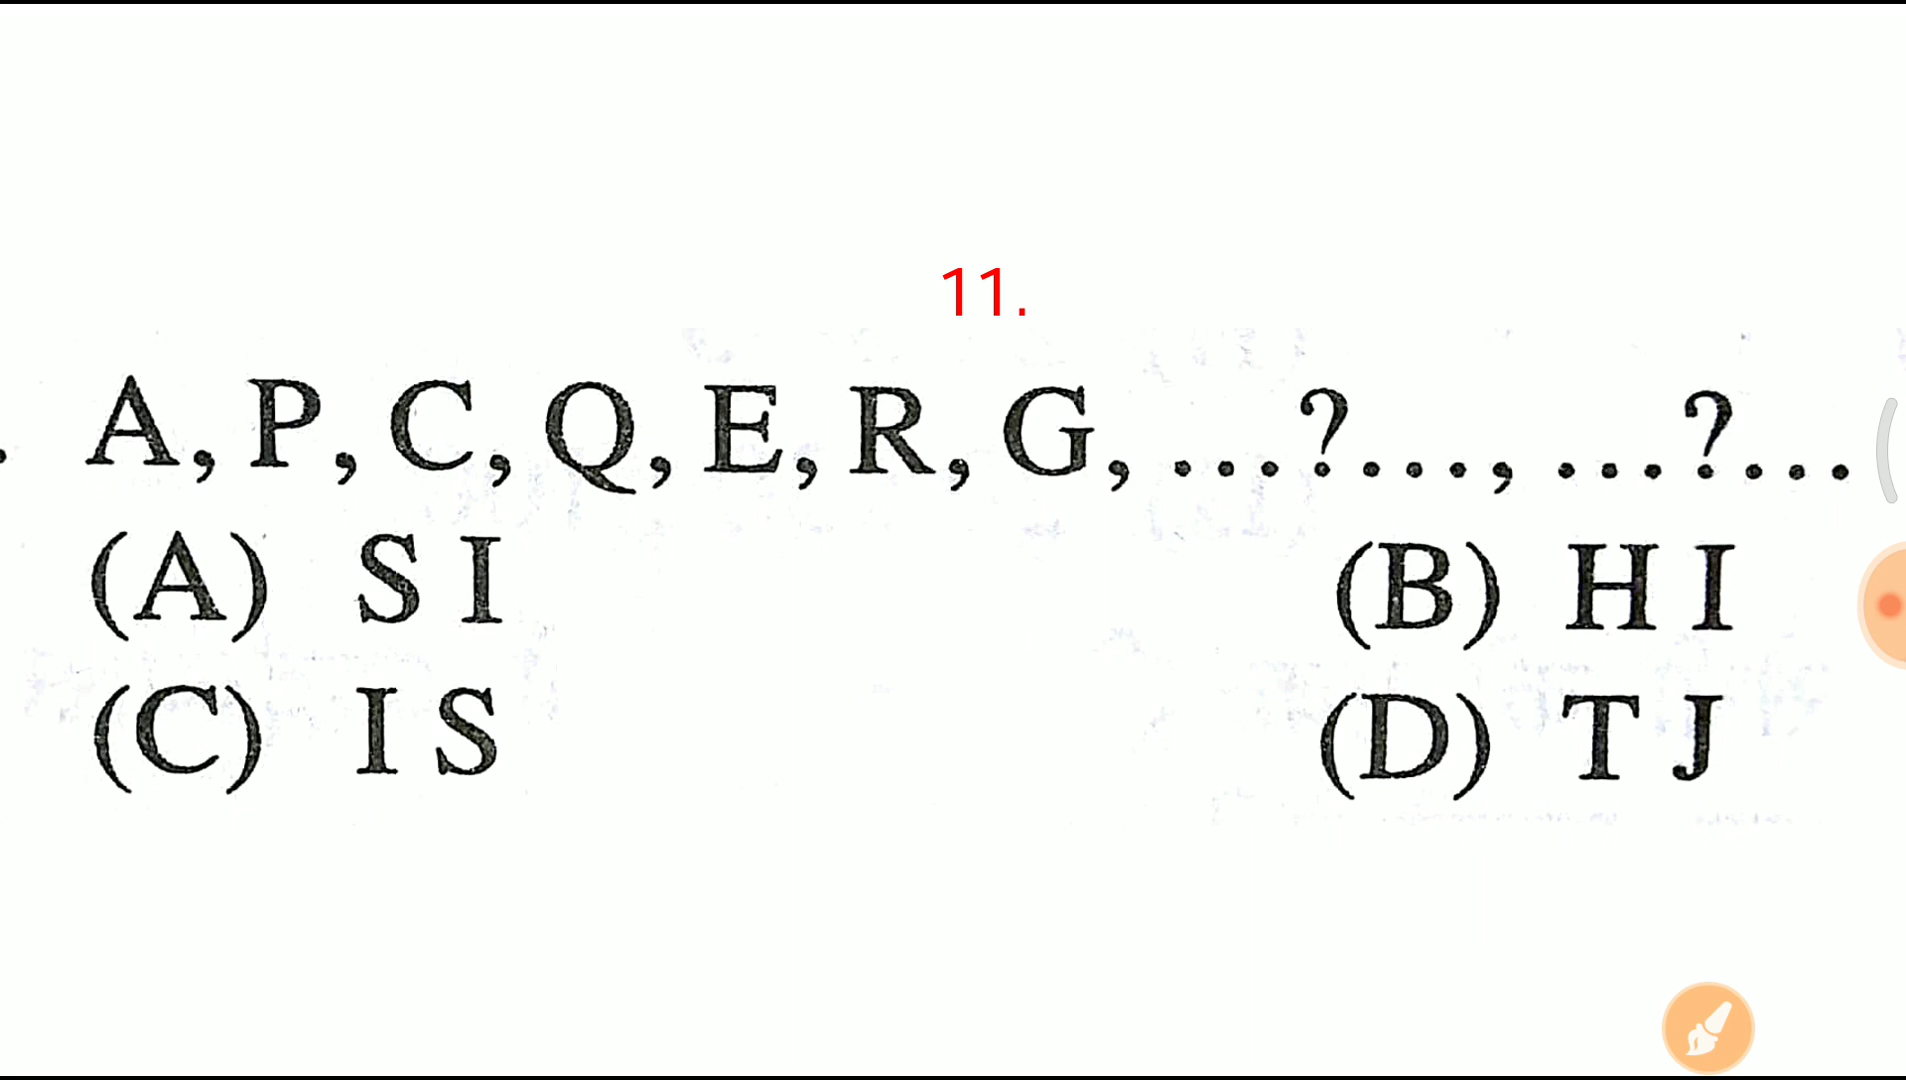 11.
. A, P, C, Q, E, R, G, ...?..., ...?...
(A) S I (B) H I
(C) I S (D) T J